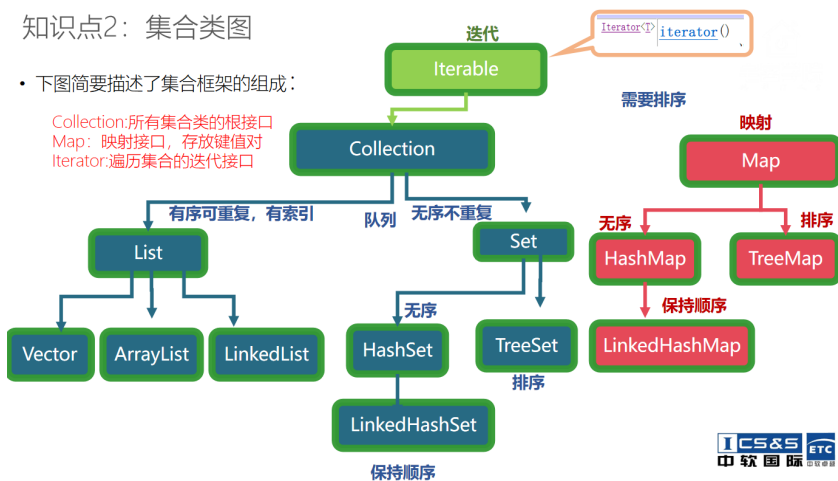 知识点2：集合类图
迭代
Iterator<T> iterator()
、
Iterable
• 下图简要描述了集合框架的组成：
需要排序
Collection:所有集合类的根接口
Map：映射接口，存放键值对
Iterator:遍历集合的迭代接口
映射
Collection
Map
有序可重复，有索引
队列
无序不重复
无序
排序
List
Set
HashMap
TreeMap
无序
保持顺序
Vector
ArrayList
LinkedList
HashSet
TreeSet
LinkedHashMap
排序
LinkedHashSet
保持顺序
ICS&S
ETC
中软国际